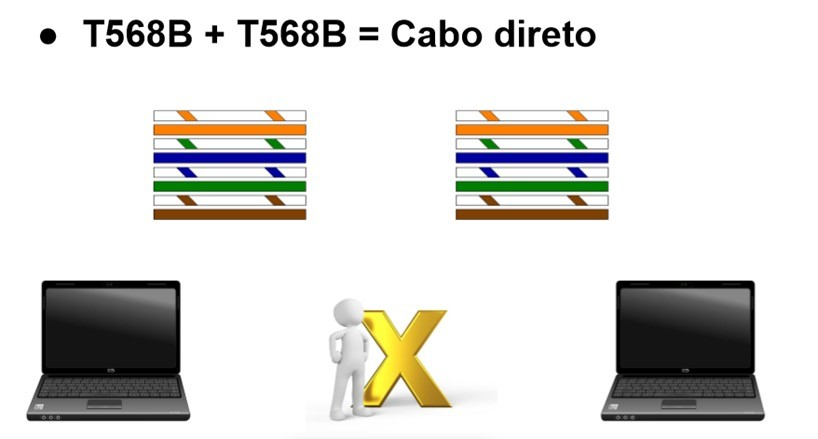 ● T568B + T568B = Cabo direto
X